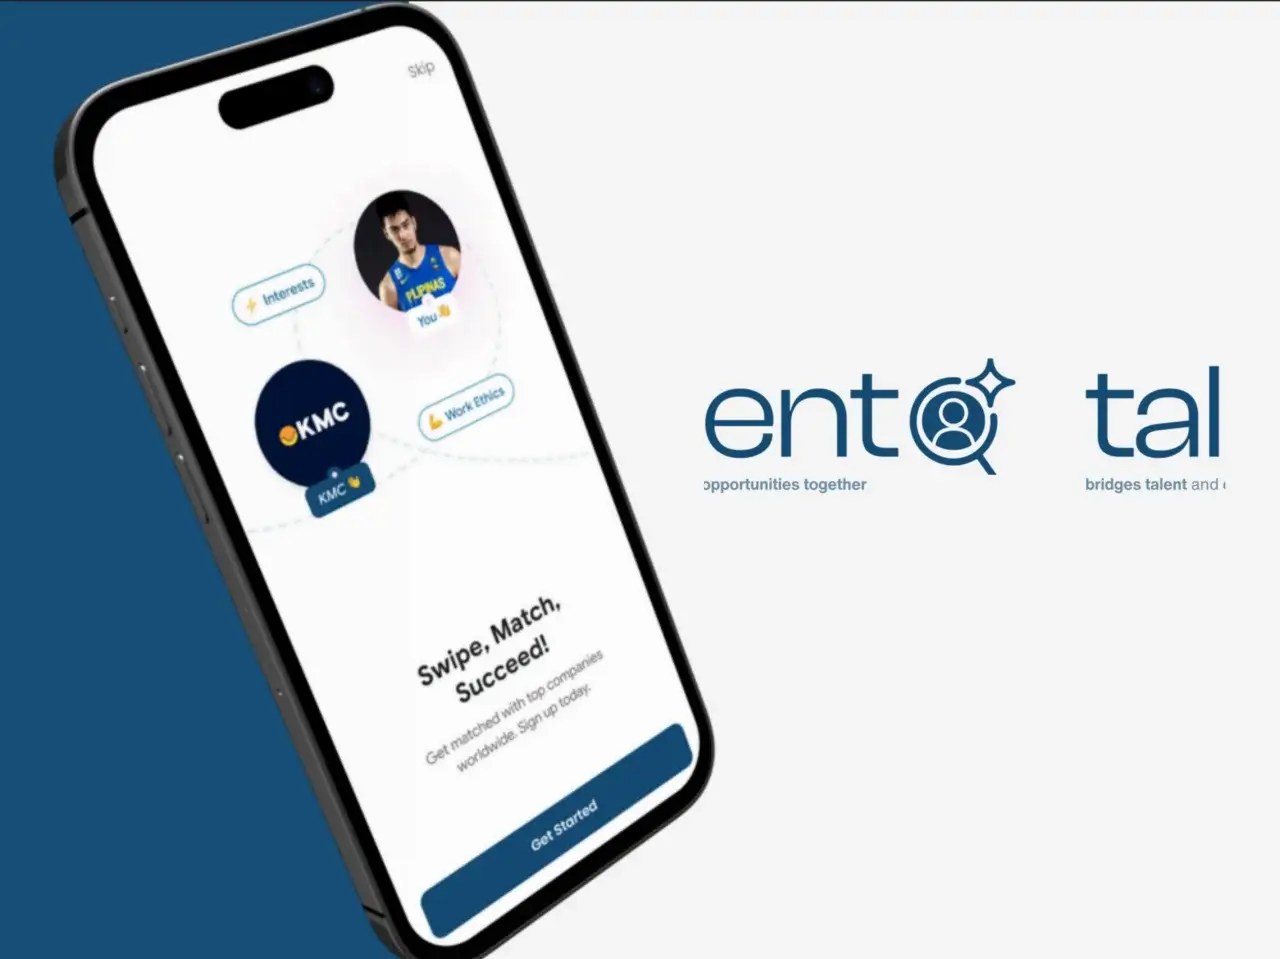 Skip
PILIPINAS
You 👋
⚡ Interests
💪 Work Ethics
KMC
KMC 👋
Swipe, Match,
Succeed!
Get matched with top companies
worldwide. Sign up today.
Get Started
ent tal
opportunities together
bridges talent and